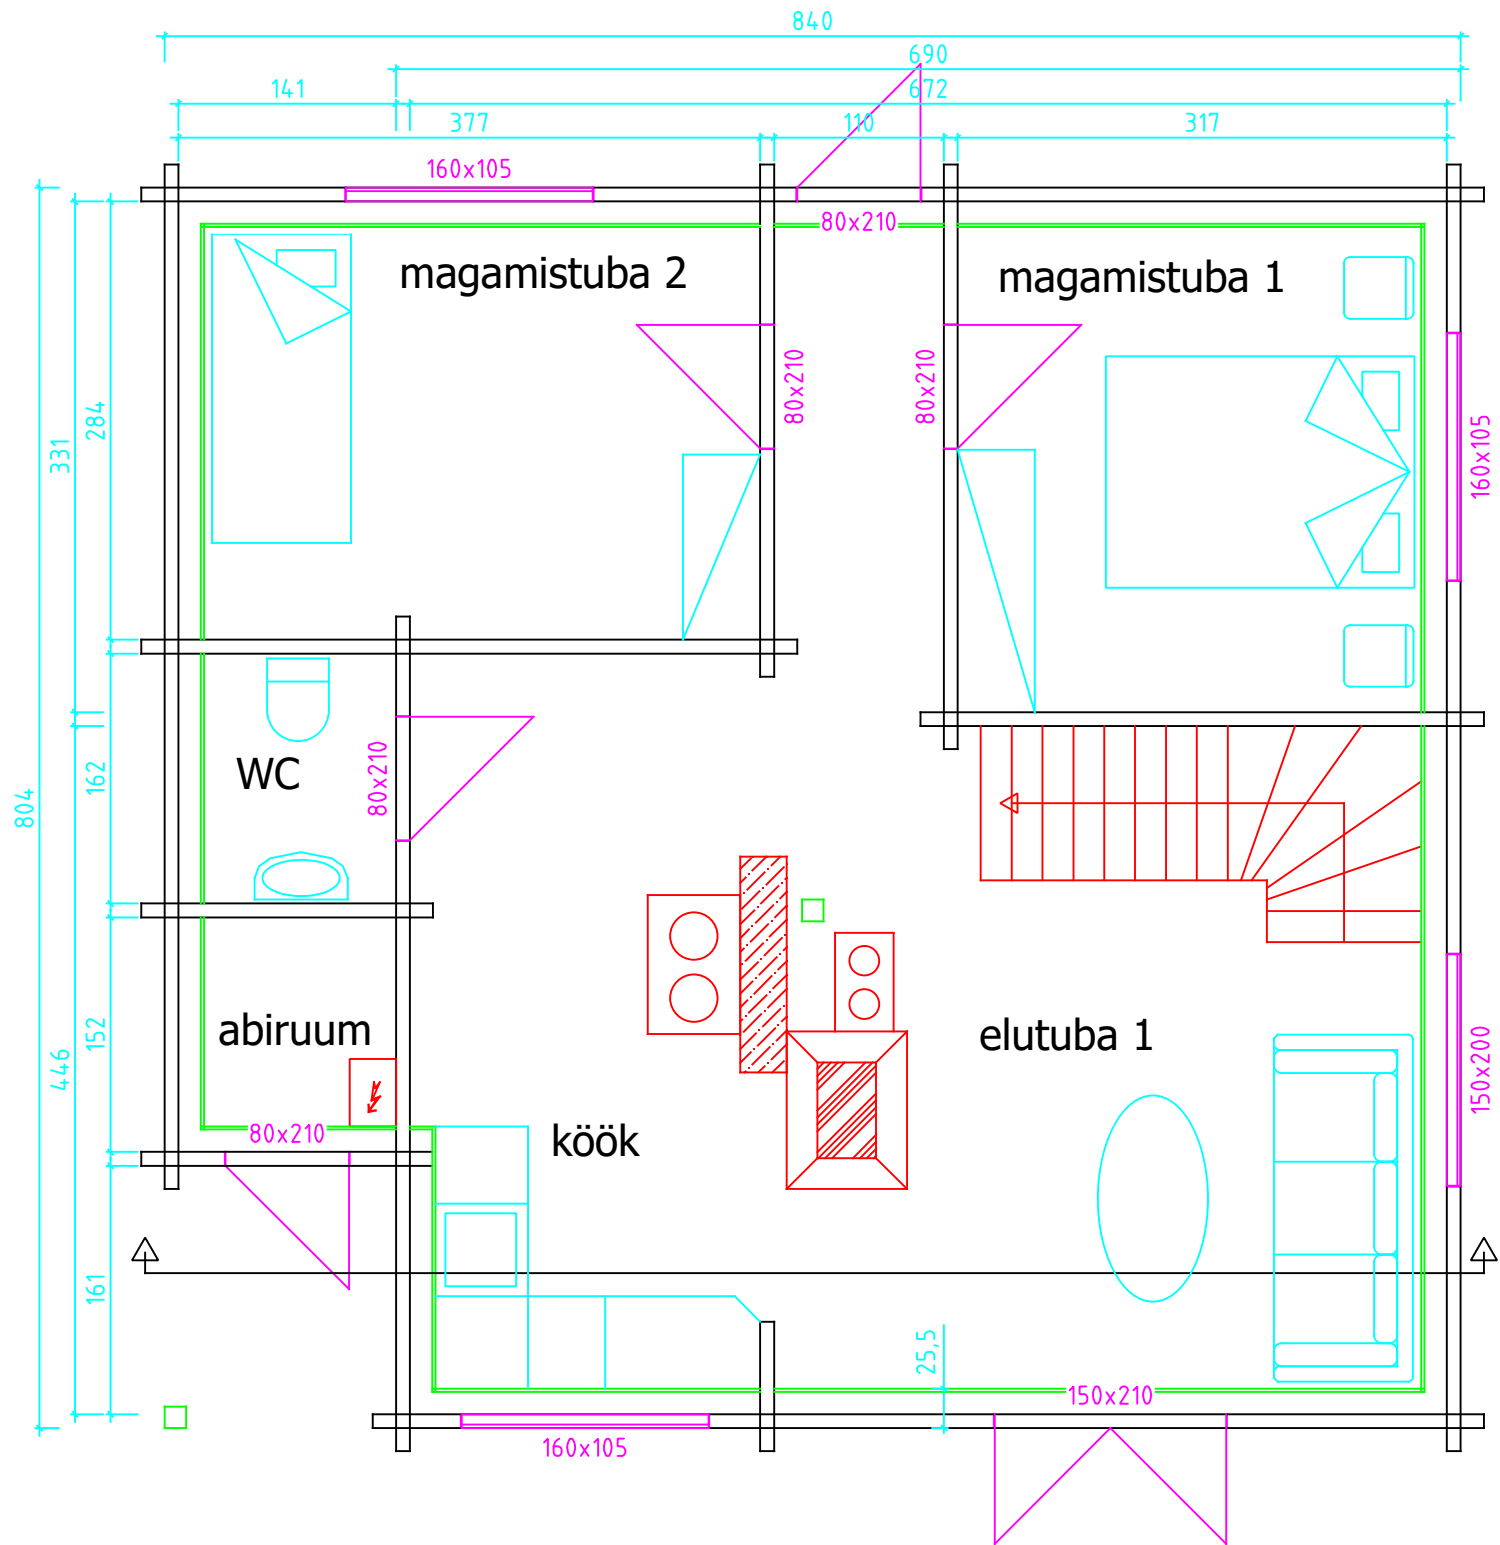 840
690
141
672
377
110
317
160x105
80x210
magamistuba 2
magamistuba 1
80x210
80x210
284
331
160x105
WC
80x210
162
804
abiruum
elutuba 1
152
446
150x200
80x210
köök
161
25,5
150x210
160x105